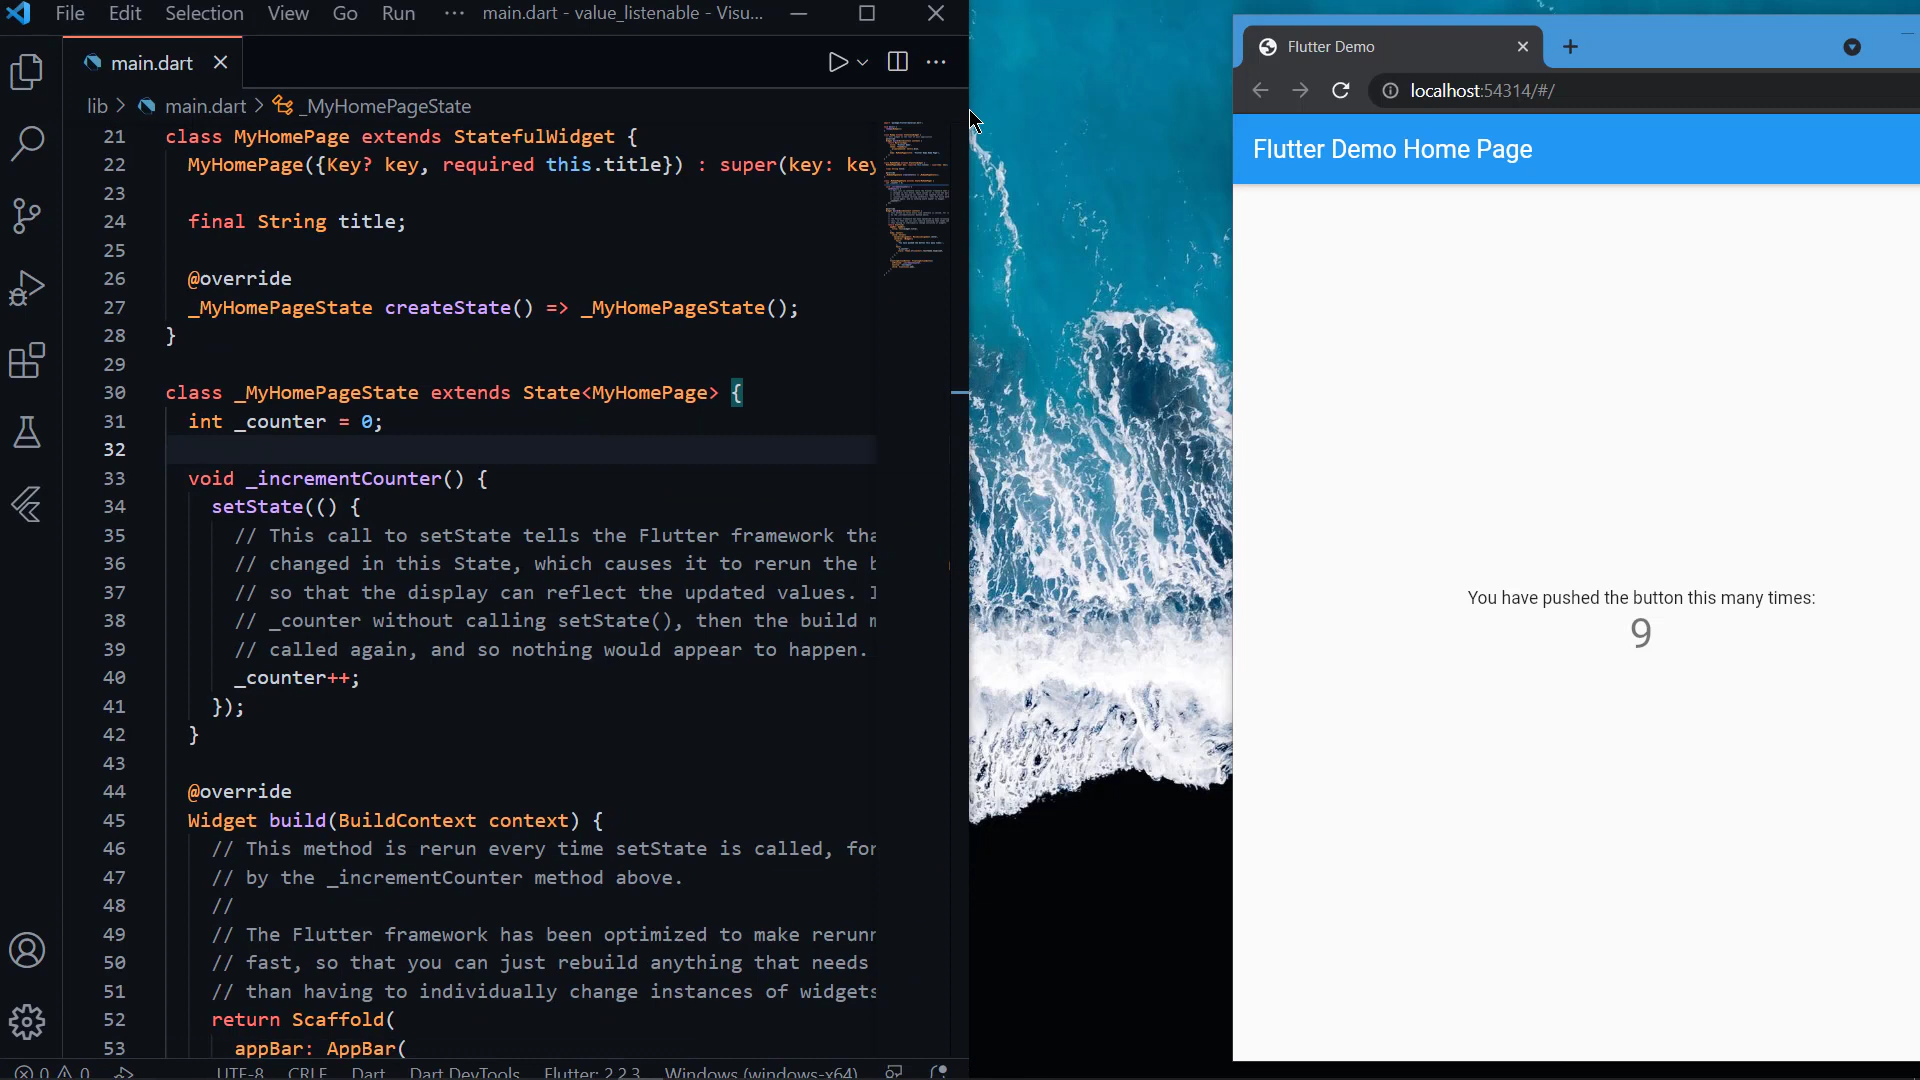 File Edit Selection View Go Run ··· main.dart - value_listenable - Visu...
main.dart
lib > main.dart > _MyHomePageState
21 class MyHomePage extends StatefulWidget {
22 MyHomePage({Key? key, required this.title}) : super(key: key
23
24 final String title;
25
26 @override
27 _MyHomePageState createState() => _MyHomePageState();
28 }
29
30 class _MyHomePageState extends State<MyHomePage> {
31 int _counter = 0;
32
33 void _incrementCounter() {
34 setState(() {
35 // This call to setState tells the Flutter framework tha
36 // changed in this State, which causes it to rerun the b
37 // so that the display can reflect the updated values. I
38 // _counter without calling setState(), then the build m
39 // called again, and so nothing would appear to happen.
40 _counter++;
41 });
42 }
43
44 @override
45 Widget build(BuildContext context) {
46 // This method is rerun every time setState is called, for
47 // by the _incrementCounter method above.
48 //
49 // The Flutter framework has been optimized to make rerunn
50 // fast, so that you can just rebuild anything that needs
51 // than having to individually change instances of widgets
52 return Scaffold(
53 appBar: AppBar(
0 0 UTF-8 CRLF Dart Dart DevTools Flutter: 2.2.3 Windows (windows-x64)
Flutter Demo
localhost:54314/#/
Flutter Demo Home Page
You have pushed the button this many times:
9